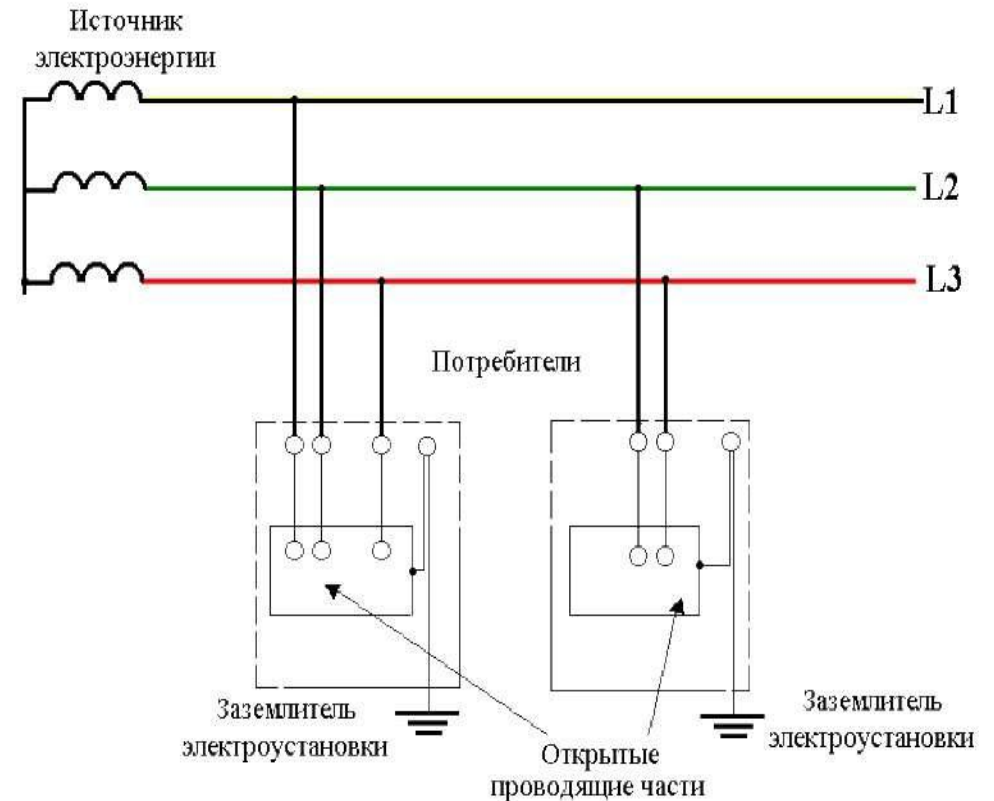 Источник
электроэнергии
L1
L2
L3
Потребители
Заземлитель
электроустановки
Открытые
проводящие части
Заземлитель
электроустановки